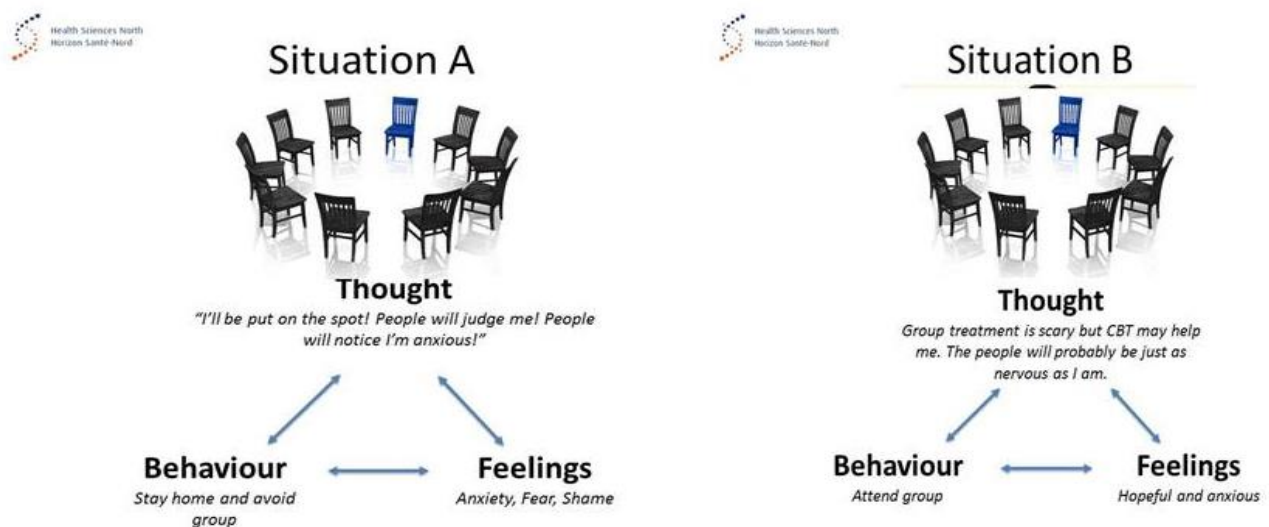 Health Sciences North
Horizon Santé-Nord
Situation A
Thought
"I'll be put on the spot! People will judge me! People
will notice I'm anxious!"
Behaviour
Stay home and avoid
group
Feelings
Anxiety, Fear, Shame
Health Sciences North
Horizon Santé-Nord
Situation B
Thought
Group treatment is scary but CBT may help
me. The people will probably be just as
nervous as I am.
Behaviour
Attend group
Feelings
Hopeful and anxious